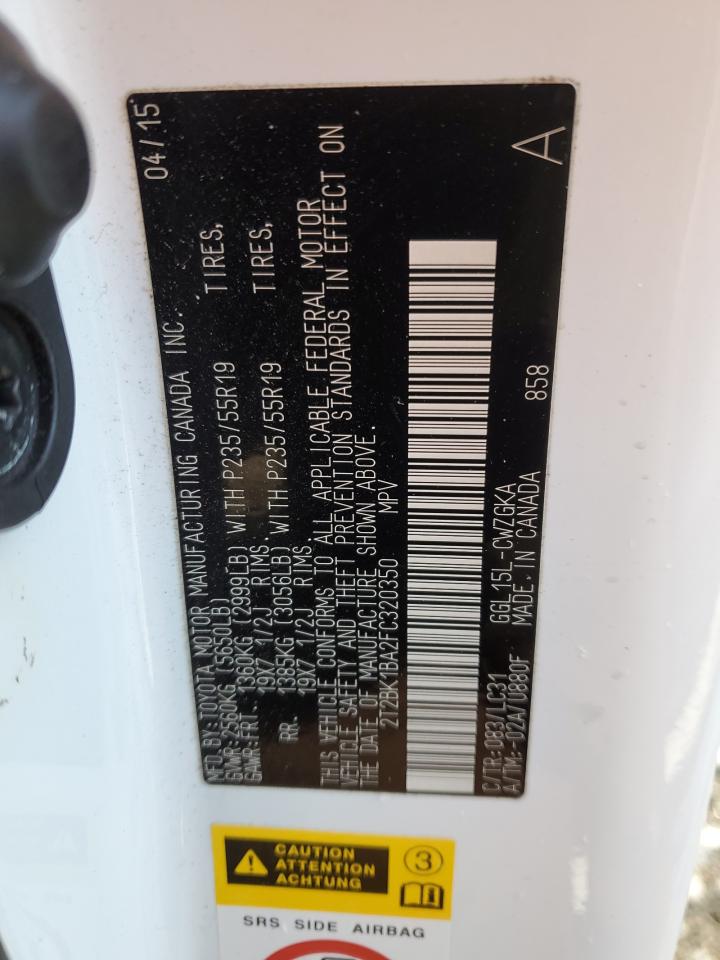 MFD. BY: TOYOTA MOTOR MANUFACTURING CANADA INC. 04/15
GVWR: 2560KG (5650LB)
GAWR: FRT. 1360KG (2999LB) WITH P235/55R19 TIRES,
19X7 1/2J RIMS.
RR. 1385KG (3056LB) WITH P235/55R19 TIRES,
19X7 1/2J RIMS
THIS VEHICLE CONFORMS TO ALL APPLICABLE FEDERAL MOTOR
VEHICLE SAFETY AND THEFT PREVENTION STANDARDS IN EFFECT ON
THE DATE OF MANUFACTURE SHOWN ABOVE.
2T2BK1BA2FC320350 MPV
C/TR: 083/LC31 GGL15L-CWZGKA 858 A
A/TM: -02A/U880F MADE IN CANADA
CAUTION
ATTENTION
ACHTUNG
3
SRS SIDE AIRBAG